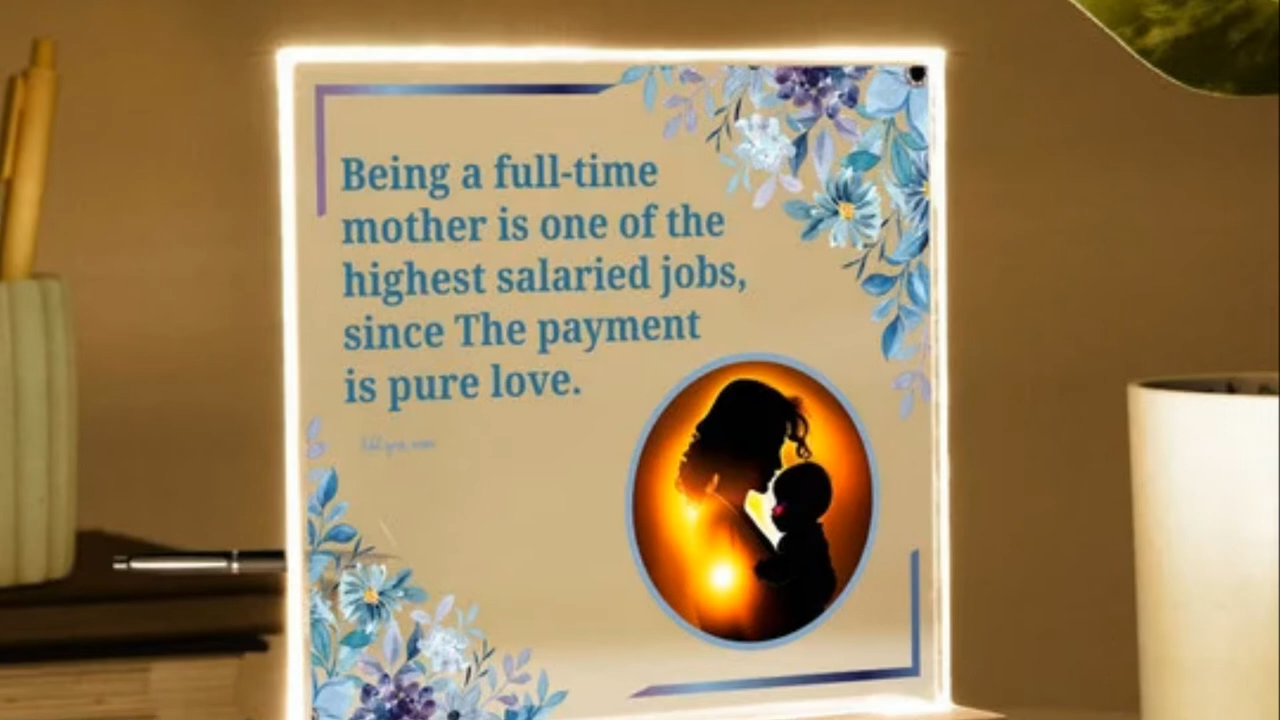 Being a full-time
mother is one of the
highest salaried jobs,
since The payment
is pure love.